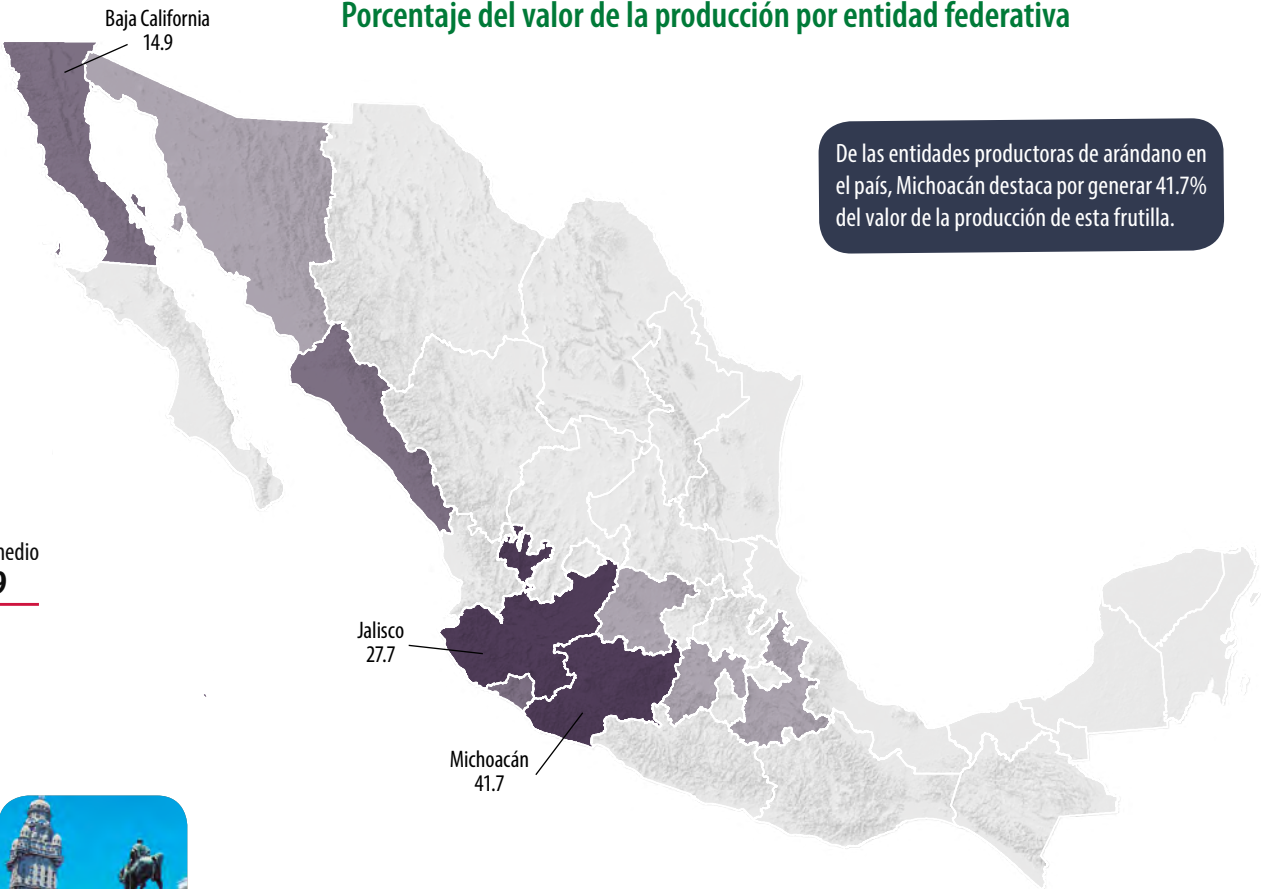 Porcentaje del valor de la producción por entidad federativa
Baja California
14.9
De las entidades productoras de arándano en
el país, Michoacán destaca por generar 41.7%
del valor de la producción de esta frutilla.
Jalisco
27.7
Michoacán
41.7